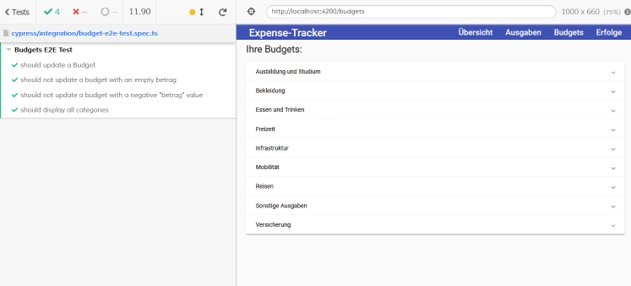 Tests 4 -- -- 11.90
http://localhost:4200/budgets 1000 x 660 (75%)
cypress/integration/budget-e2e-test.spec.ts
Budgets E2E Test
should update a Budget
should not update a budget with an empty betrag
should not update a budget with a negative "betrag" value
should display all categories
Expense-Tracker Übersicht Ausgaben Budgets Erfolge
Ihre Budgets:
Ausbildung und Studium
Bekleidung
Essen und Trinken
Freizeit
Infrastruktur
Mobilität
Reisen
Sonstige Ausgaben
Versicherung